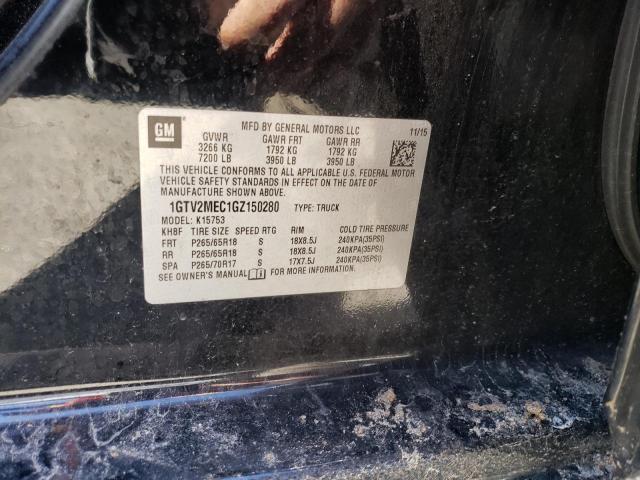 GM
MFD BY GENERAL MOTORS LLC 11/15
GVWR GAWR FRT GAWR RR
3266 KG 1792 KG 1792 KG
7200 LB 3950 LB 3950 LB
THIS VEHICLE CONFORMS TO ALL APPLICABLE U.S. FEDERAL MOTOR
VEHICLE SAFETY STANDARDS IN EFFECT ON THE DATE OF
MANUFACTURE SHOWN ABOVE.
1GTV2MEC1GZ150280 TYPE: TRUCK
MODEL: K15753
KHBF TIRE SIZE SPEED RTG RIM COLD TIRE PRESSURE
FRT P265/65R18 S 18X8.5J 240KPA(35PSI)
RR P265/65R18 S 18X8.5J 240KPA(35PSI)
SPA P265/70R17 S 17X7.5J 240KPA(35PSI)
SEE OWNER'S MANUAL FOR MORE INFORMATION